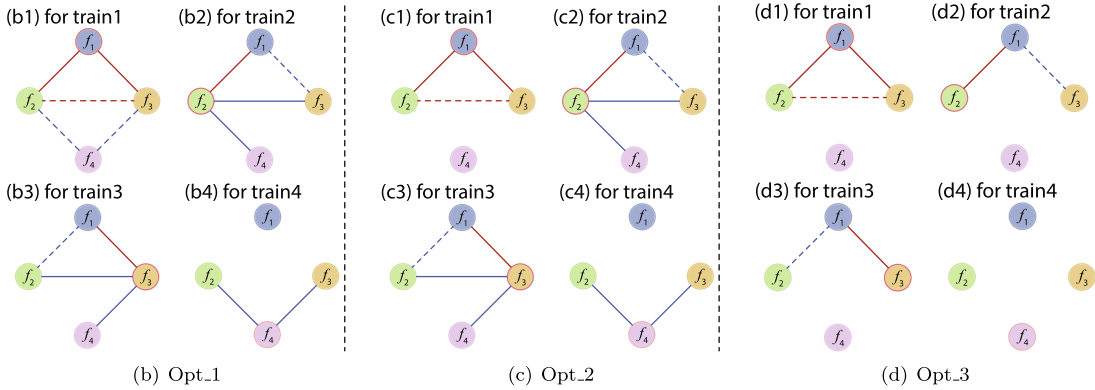 (b1) for train1
(b2) for train2
f1
f2
f3
f4
f1
f2
f3
f4
(b3) for train3
(b4) for train4
f1
f2
f3
f4
f1
f2
f3
f4
(b) Opt_1
(c1) for train1
(c2) for train2
f1
f2
f3
f4
f1
f2
f3
f4
(c3) for train3
(c4) for train4
f1
f2
f3
f4
f1
f2
f3
f4
(c) Opt_2
(d1) for train1
(d2) for train2
f1
f2
f3
f4
f1
f2
f3
f4
(d3) for train3
(d4) for train4
f1
f2
f3
f4
f1
f2
f3
f4
(d) Opt_3